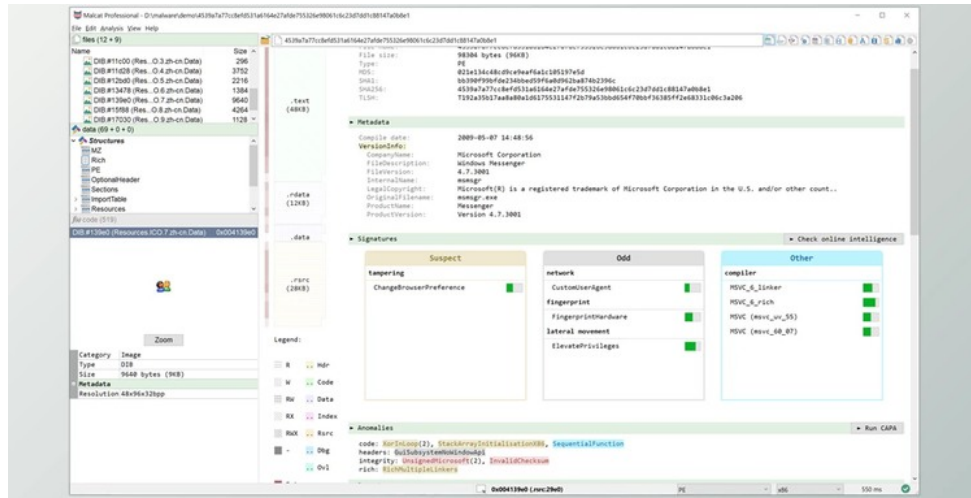 Malcat Professional - D:\malware\demo\4539a7a77cc8efd531a6164e27afde755326e98061c6c23d7dd1c88147a0b8e1
File Edit Analysis View Help
files (12 + 9)
4539a7a77cc8efd531a6164e27afde755326e98061c6c23d7dd1c88147a0b8e1
Name Size
DIB.#11c00 (Res...O.3.zh-cn.Data) 296
DIB.#11d28 (Res...O.4.zh-cn.Data) 3752
DIB.#12bd0 (Res...O.5.zh-cn.Data) 2216
DIB.#13478 (Res...O.6.zh-cn.Data) 1384
DIB.#139e0 (Res...O.7.zh-cn.Data) 9640
DIB.#15f88 (Res...O.8.zh-cn.Data) 4264
DIB.#17030 (Res...O.9.zh-cn.Data) 1128
data (69 + 0 + 0)
Structures
MZ
Rich
PE
OptionalHeader
Sections
ImportTable
Resources
code (519)
DIB.#139e0 (Resources.ICO.7.zh-cn.Data) 0x004139e0
Zoom
Category Image
Type DIB
Size 9640 bytes (9KB)
Metadata
Resolution 48x96x32bpp
.text
(48KB)
.rdata
(12KB)
.data
.rsrc
(28KB)
Legend:
R Hdr
W Code
RW Data
RX Index
RWX Rsrc
- Dbg
Ovl
File size: 98304 bytes (96KB)
Type: PE
MD5: 021e134c48cd9ce9eaf6a1c105197e5d
SHA1: bb390f99bfde234bbed59f6a0d962ba874b2396c
SHA256: 4539a7a77cc8efd531a6164e27afde755326e98061c6c23d7dd1c88147a0b8e1
TLSH: T192a35b17aa8a80a1d6175531147f2b79a53bbd654f70bbf36385ff2e68331c06c3a206
Metadata
Compile date: 2009-05-07 14:48:56
VersionInfo:
CompanyName: Microsoft Corporation
FileDescription: Windows Messenger
FileVersion: 4.7.3001
InternalName: msmsgr
LegalCopyright: Microsoft(R) is a registered trademark of Microsoft Corporation in the U.S. and/or other count..
OriginalFilename: msmsgr.exe
ProductName: Messenger
ProductVersion: Version 4.7.3001
Signatures
Check online intelligence
Suspect
tampering
ChangeBrowserPreference
Odd
network
CustomUserAgent
fingerprint
FingerprintHardware
lateral movement
ElevatePrivileges
Other
compiler
MSVC_6_linker
MSVC_6_rich
MSVC (msvc_uv_55)
MSVC (msvc_60_07)
Anomalies
Run CAPA
code: XorInLoop(2), StackArrayInitialisationX86, SequentialFunction
headers: GuiSubsystemNoWindowApi
integrity: UnsignedMicrosoft(2), InvalidChecksum
rich: RichMultipleLinkers
0x004139e0 (.rsrc:29e0) PE x86 550 ms